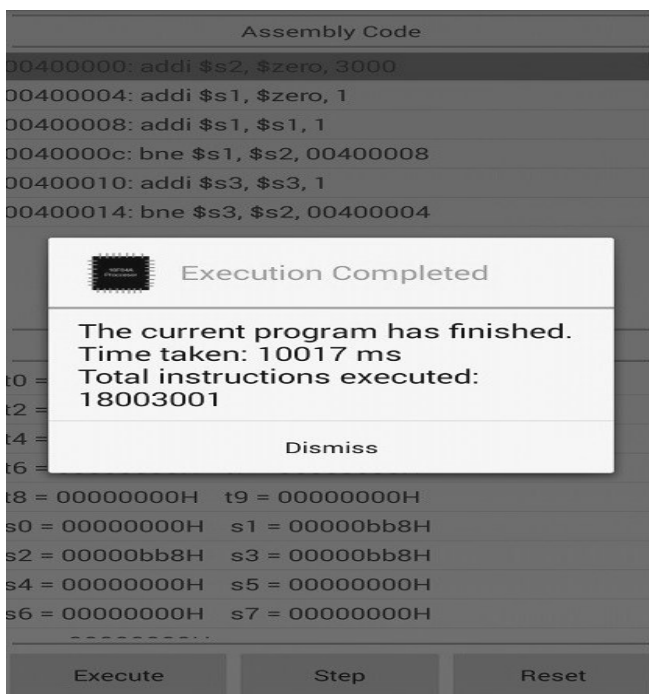 Assembly Code
00400000: addi $s2, $zero, 3000
00400004: addi $s1, $zero, 1
00400008: addi $s1, $s1, 1
0040000c: bne $s1, $s2, 00400008
00400010: addi $s3, $s3, 1
00400014: bne $s3, $s2, 00400004
Execution Completed
The current program has finished.
Time taken: 10017 ms
Total instructions executed:
18003001
Dismiss
t0 =
t2 =
t4 =
t6 =
t8 = 00000000H t9 = 00000000H
s0 = 00000000H s1 = 00000bb8H
s2 = 00000bb8H s3 = 00000bb8H
s4 = 00000000H s5 = 00000000H
s6 = 00000000H s7 = 00000000H
Execute Step Reset